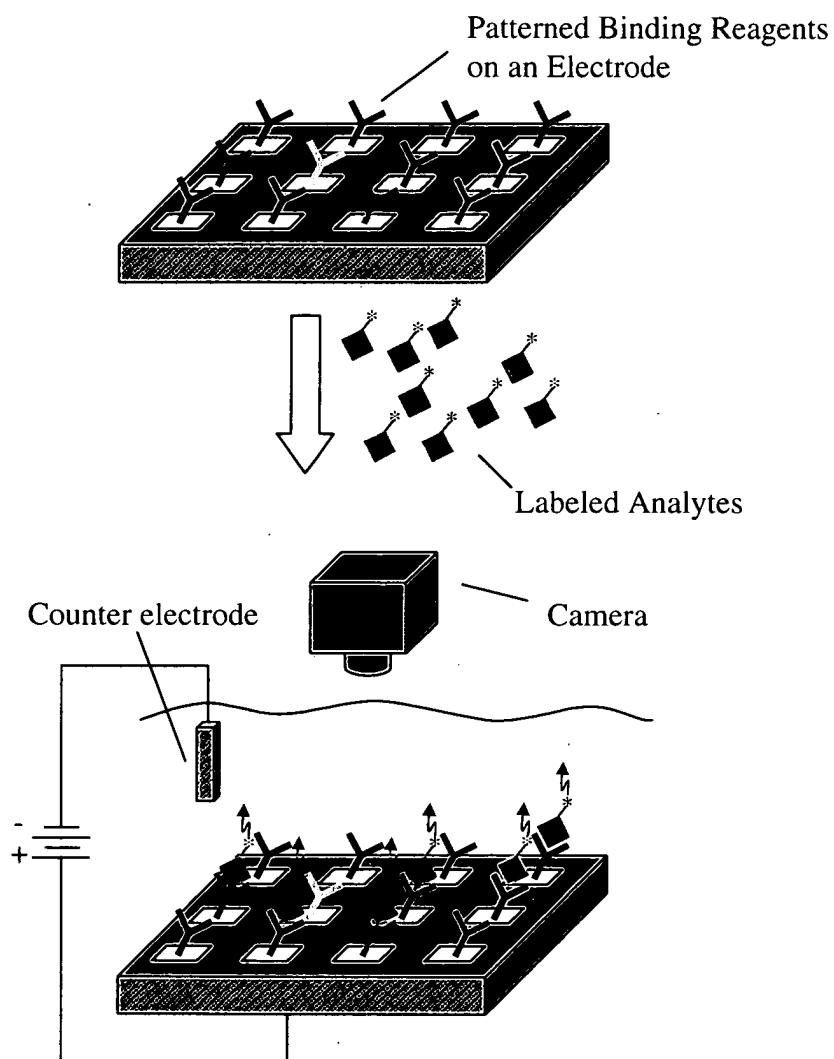 Patterned Binding Reagents
on an Electrode
Labeled Analytes
Counter electrode
Camera
-
+